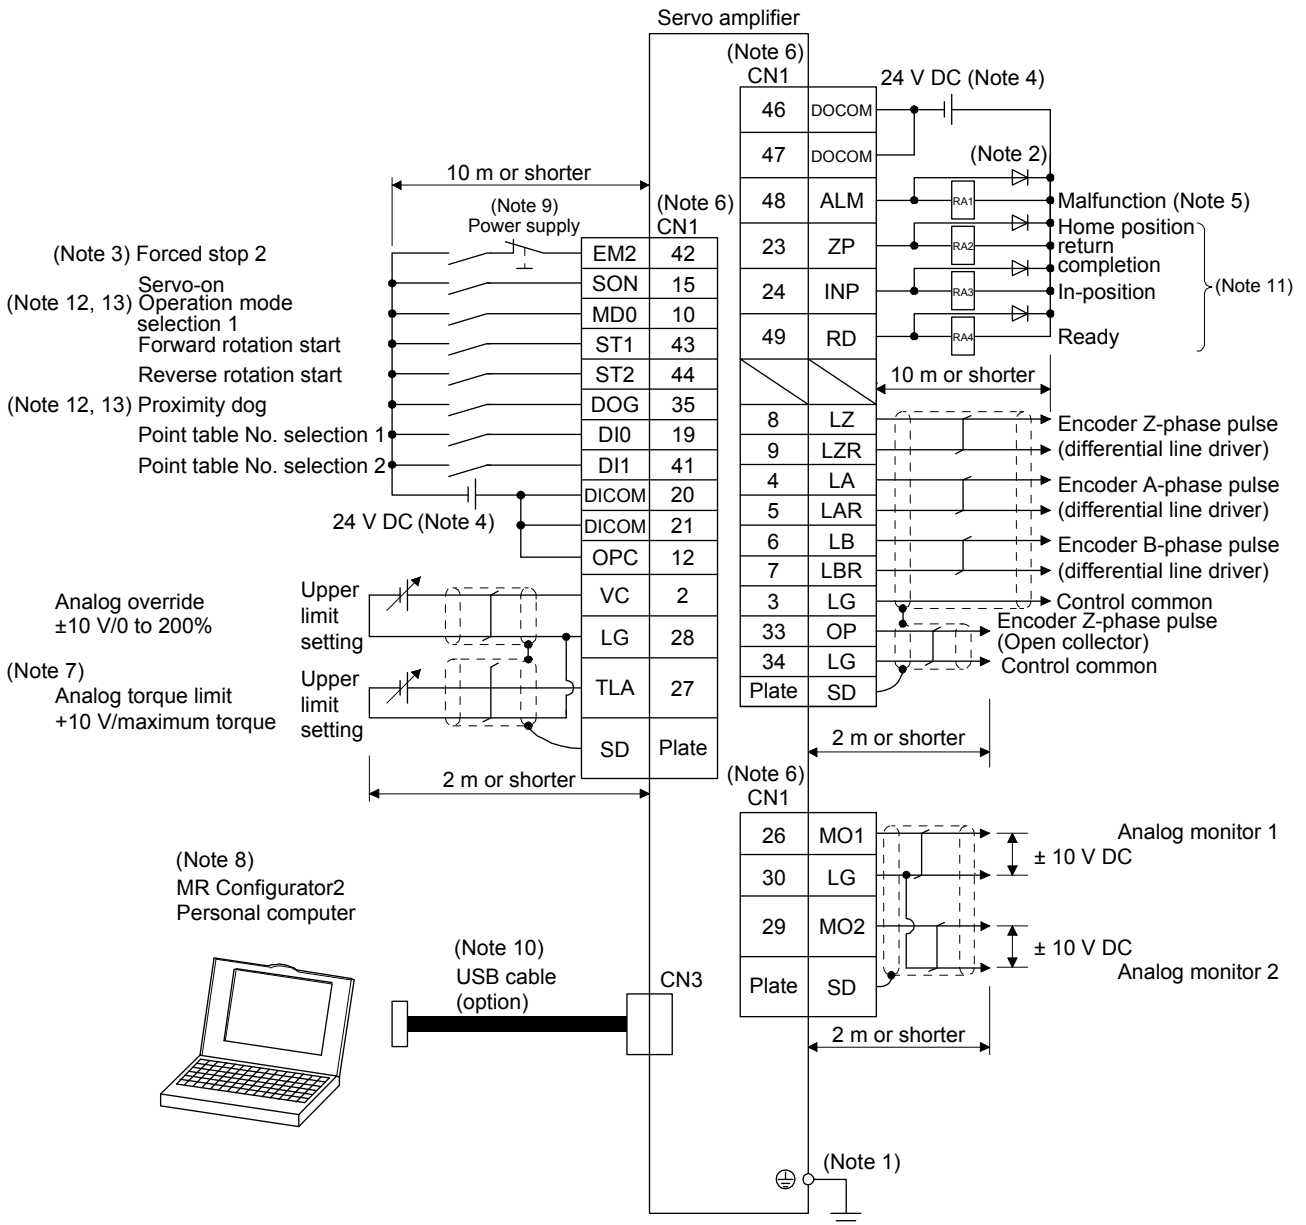 Servo amplifier
(Note 6)
CN1
24 V DC (Note 4)
46 DOCOM
47 DOCOM
(Note 2)
48 ALM RA1 Malfunction (Note 5)
23 ZP RA2 Home position
return
completion
24 INP RA3 In-position
(Note 11)
49 RD RA4 Ready
10 m or shorter
8 LZ Encoder Z-phase pulse
9 LZR (differential line driver)
4 LA Encoder A-phase pulse
5 LAR (differential line driver)
6 LB Encoder B-phase pulse
7 LBR (differential line driver)
3 LG Control common
33 OP Encoder Z-phase pulse
(Open collector)
34 LG Control common
Plate SD
2 m or shorter
10 m or shorter
(Note 9)
Power supply
(Note 6)
CN1
(Note 3) Forced stop 2 EM2 42
Servo-on SON 15
(Note 12, 13) Operation mode
selection 1 MD0 10
Forward rotation start ST1 43
Reverse rotation start ST2 44
(Note 12, 13) Proximity dog DOG 35
Point table No. selection 1 DI0 19
Point table No. selection 2 DI1 41
DICOM 20
24 V DC (Note 4) DICOM 21
OPC 12
Analog override
±10 V/0 to 200%
Upper
limit
setting
VC 2
LG 28
(Note 7)
Analog torque limit
+10 V/maximum torque
Upper
limit
setting
TLA 27
SD Plate
2 m or shorter
(Note 6)
CN1
26 MO1 Analog monitor 1
± 10 V DC
30 LG
29 MO2
± 10 V DC
Analog monitor 2
Plate SD
2 m or shorter
(Note 8)
MR Configurator2
Personal computer
(Note 10)
USB cable
(option)
CN3
(Note 1)